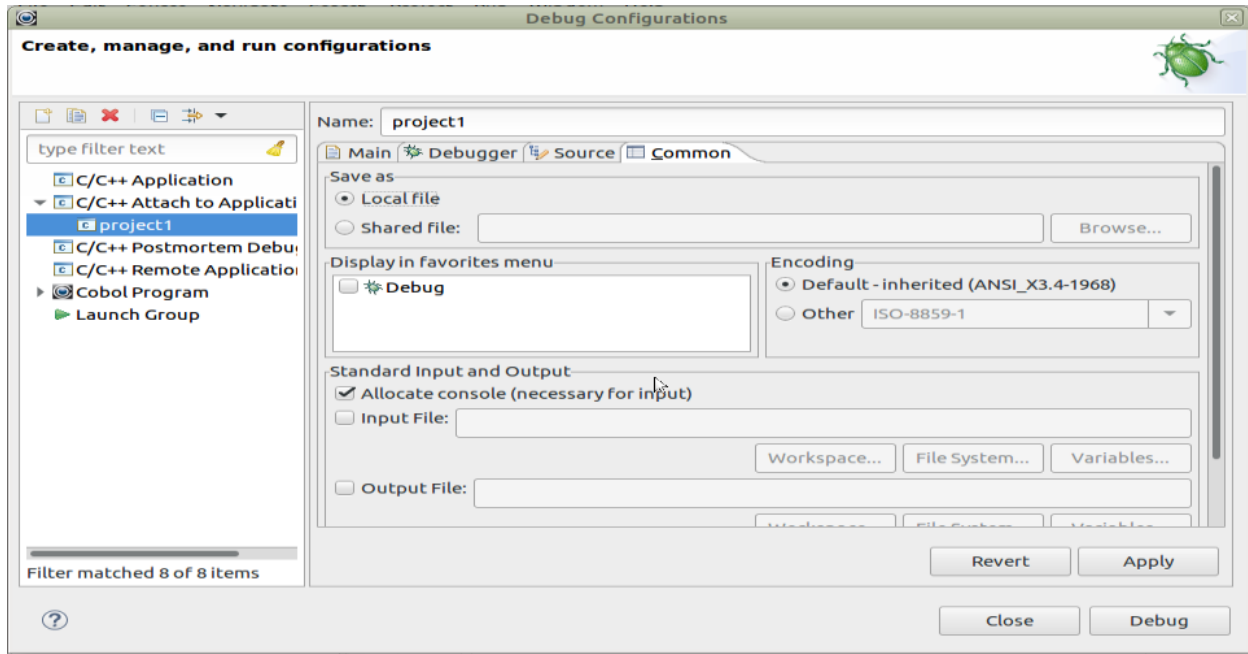 Debug Configurations
Create, manage, and run configurations
type filter text
C/C++ Application
C/C++ Attach to Applicati
project1
C/C++ Postmortem Debu
C/C++ Remote Applicatio
Cobol Program
Launch Group
Filter matched 8 of 8 items
Name: project1
Main Debugger Source Common
Save as
Local file
Shared file: Browse...
Display in favorites menu
Debug
Encoding
Default - inherited (ANSI_X3.4-1968)
Other ISO-8859-1
Standard Input and Output
Allocate console (necessary for input)
Input File:
Workspace... File System... Variables...
Output File:
Revert Apply
? Close Debug